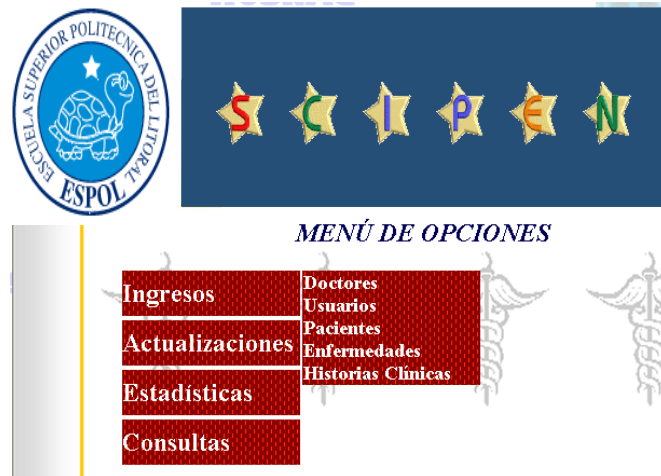 ESCUELA SUPERIOR POLITECNICA DEL LITORAL
ESPOL
S C I P E N
MENÚ DE OPCIONES
Ingresos
Actualizaciones
Estadísticas
Consultas
Doctores
Usuarios
Pacientes
Enfermedades
Historias Clínicas